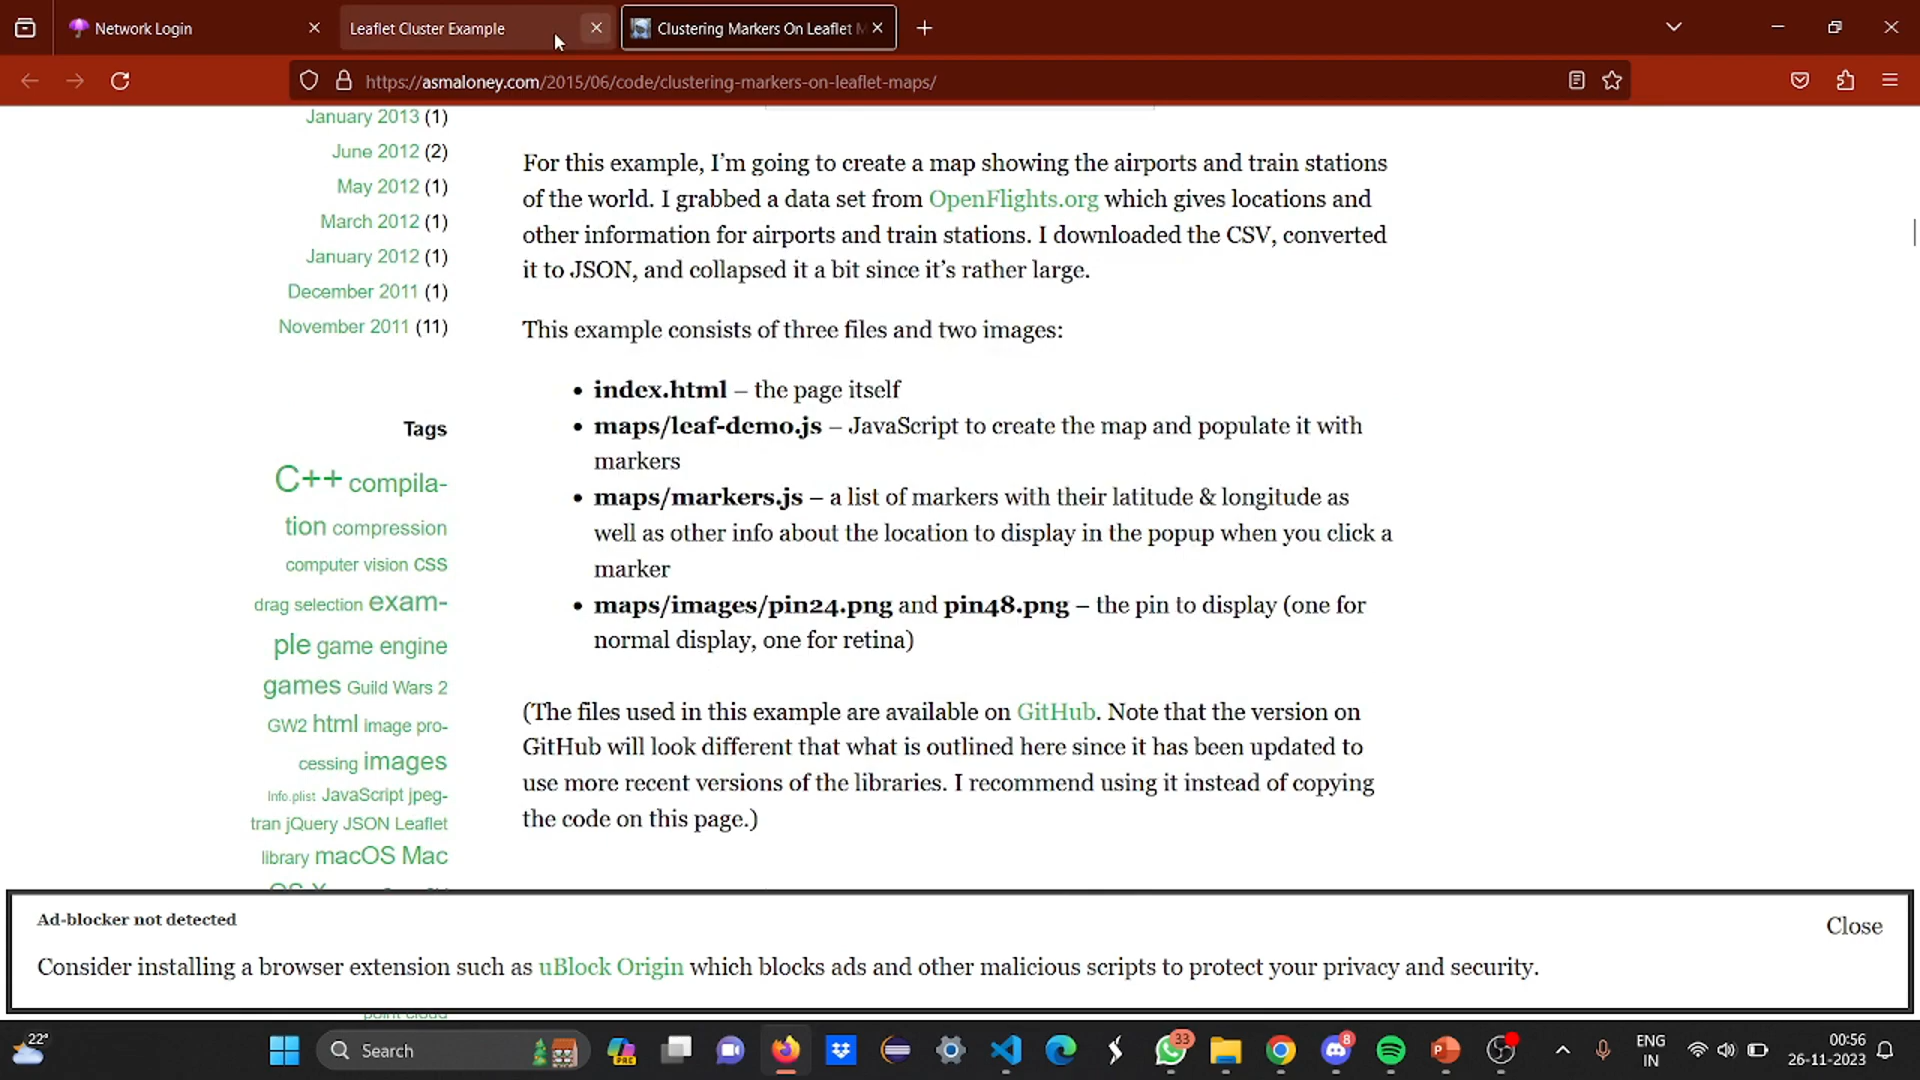 Network Login
Leaflet Cluster Example
Clustering Markers On Leaflet M
https://asmaloney.com/2015/06/code/clustering-markers-on-leaflet-maps/
January 2013 (1)
June 2012 (2)
May 2012 (1)
March 2012 (1)
January 2012 (1)
December 2011 (1)
November 2011 (11)
Tags
C++ compila-
tion compression
computer vision CSS
drag selection exam-
ple game engine
games Guild Wars 2
GW2 html image pro-
cessing images
Info.plist JavaScript jpeg-
tran jQuery JSON Leaflet
library macOS Mac
point cloud
For this example, I’m going to create a map showing the airports and train stations
of the world. I grabbed a data set from OpenFlights.org which gives locations and
other information for airports and train stations. I downloaded the CSV, converted
it to JSON, and collapsed it a bit since it’s rather large.
This example consists of three files and two images:
• index.html – the page itself
• maps/leaf-demo.js – JavaScript to create the map and populate it with
markers
• maps/markers.js – a list of markers with their latitude & longitude as
well as other info about the location to display in the popup when you click a
marker
• maps/images/pin24.png and pin48.png – the pin to display (one for
normal display, one for retina)
(The files used in this example are available on GitHub. Note that the version on
GitHub will look different that what is outlined here since it has been updated to
use more recent versions of the libraries. I recommend using it instead of copying
the code on this page.)
Ad-blocker not detected
Close
Consider installing a browser extension such as uBlock Origin which blocks ads and other malicious scripts to protect your privacy and security.
22°
Search
PRE
33
8
ENG
IN
00:56
26-11-2023